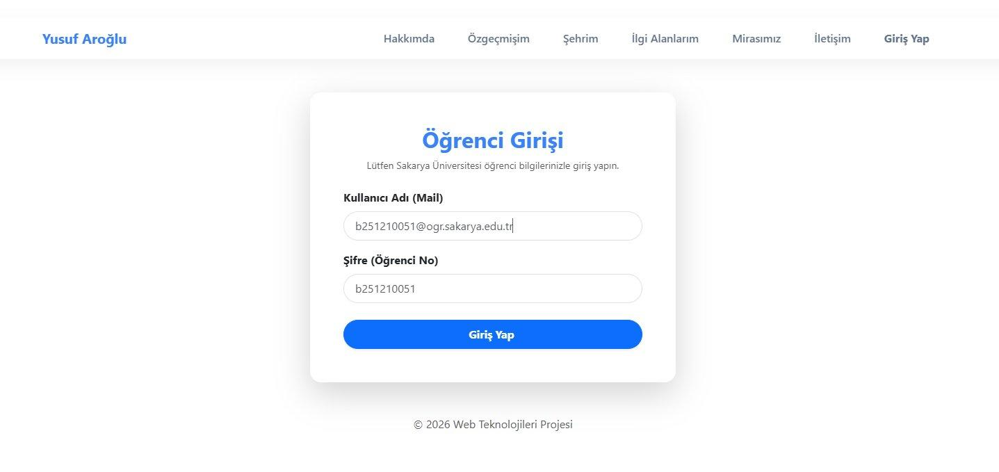 Yusuf Aroğlu
Hakkımda Özgeçmişim Şehrim İlgi Alanlarım Mirasımız İletişim Giriş Yap
Öğrenci Girişi
Lütfen Sakarya Üniversitesi öğrenci bilgilerinizle giriş yapın.
Kullanıcı Adı (Mail)
b251210051@ogr.sakarya.edu.tr
Şifre (Öğrenci No)
b251210051
Giriş Yap
© 2026 Web Teknolojileri Projesi